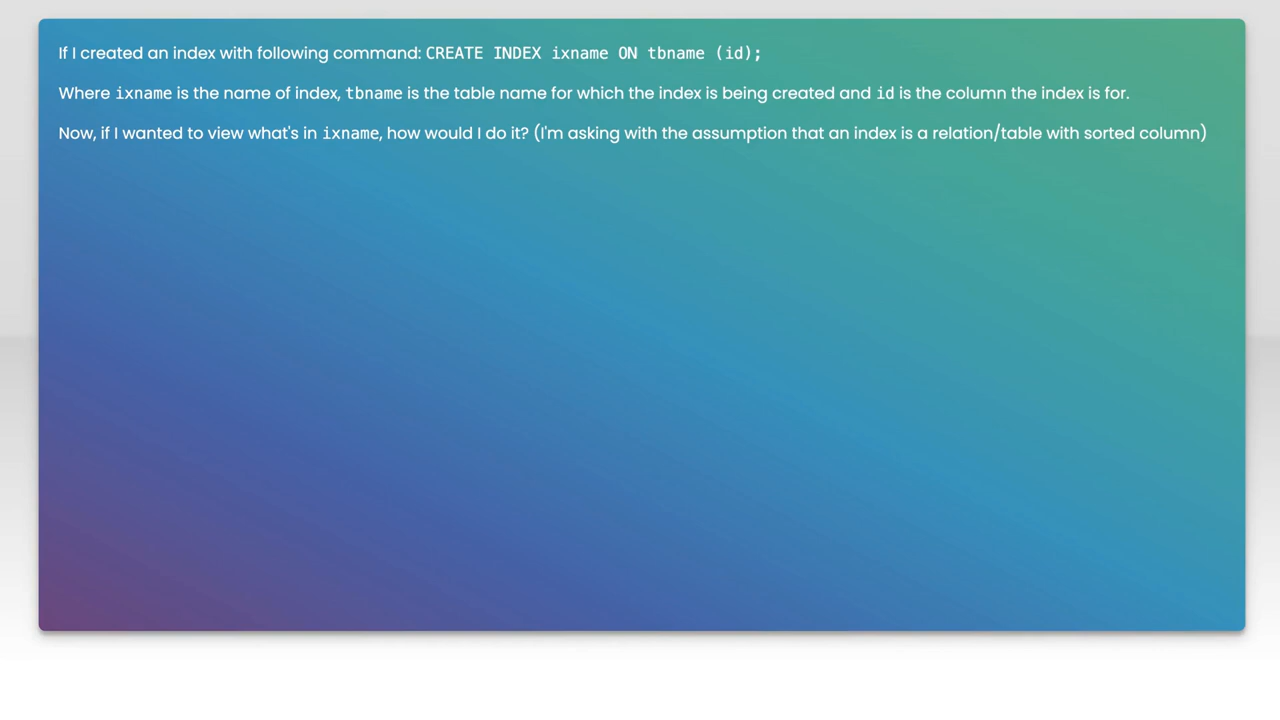 If I created an index with following command: CREATE INDEX ixname ON tbname (id);
Where ixname is the name of index, tbname is the table name for which the index is being created and id is the column the index is for.
Now, if I wanted to view what's in ixname, how would I do it? (I'm asking with the assumption that an index is a relation/table with sorted column)